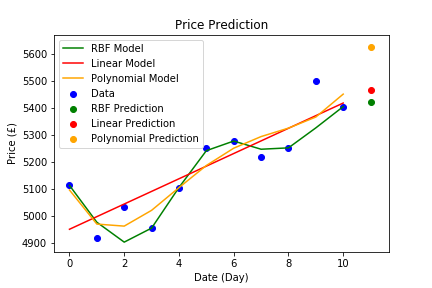 Price Prediction
RBF Model
Linear Model
Polynomial Model
Data
RBF Prediction
Linear Prediction
Polynomial Prediction
5600
5500
5400
5300
5200
5100
5000
4900
Price (£)
0 2 4 6 8 10
Date (Day)